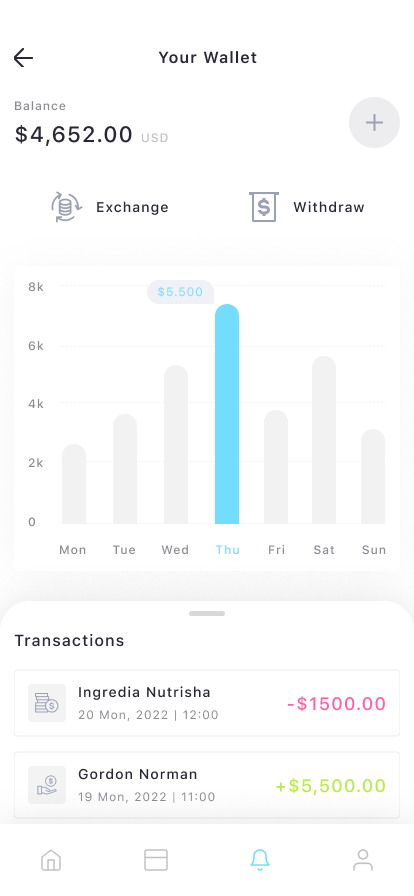 Your Wallet
Balance
$4,652.00 USD
Exchange
Withdraw
8k
$5.500
6k
4k
2k
0
Mon Tue Wed Thu Fri Sat Sun
Transactions
Ingredia Nutrisha
-$1500.00
20 Mon, 2022 | 12:00
Gordon Norman
+$5,500.00
19 Mon, 2022 | 11:00